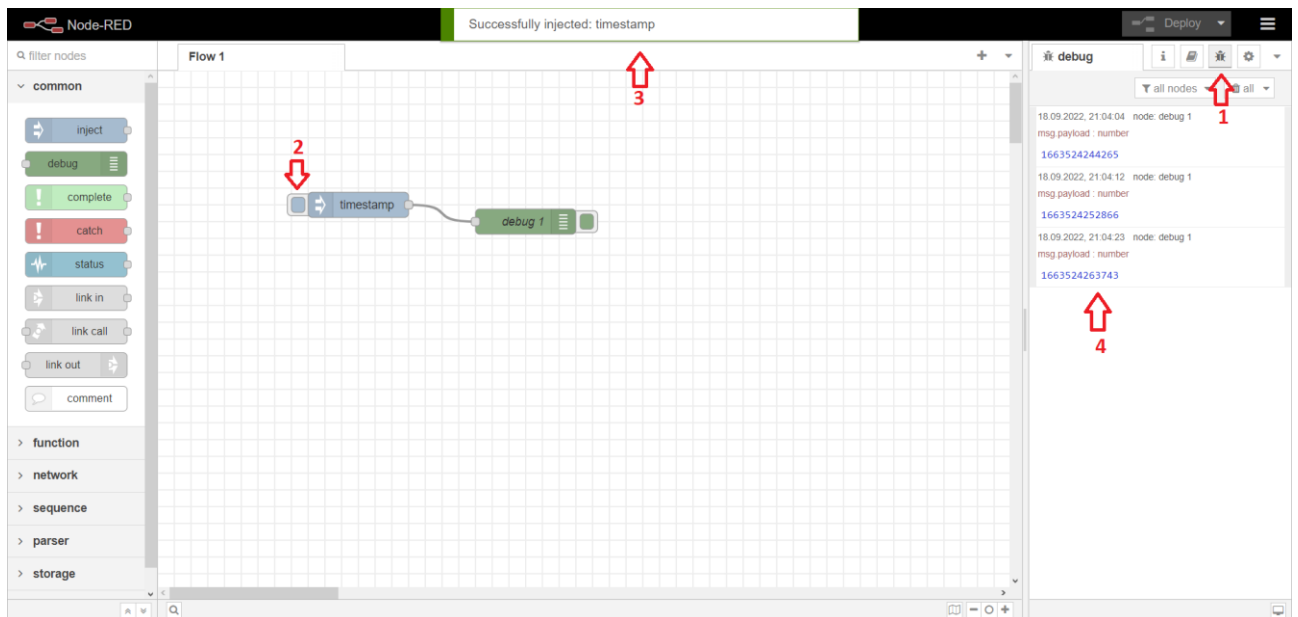 Node-RED
Successfully injected: timestamp
Deploy
filter nodes
Flow 1
debug
i
all nodes
all
3
1
common
inject
debug
complete
catch
status
link in
link call
link out
comment
function
network
sequence
parser
storage
2
timestamp
debug 1
18.09.2022, 21:04:04 node: debug 1
msg.payload : number
1663524244265
18.09.2022, 21:04:12 node: debug 1
msg.payload : number
1663524252866
18.09.2022, 21:04:23 node: debug 1
msg.payload : number
1663524263743
4